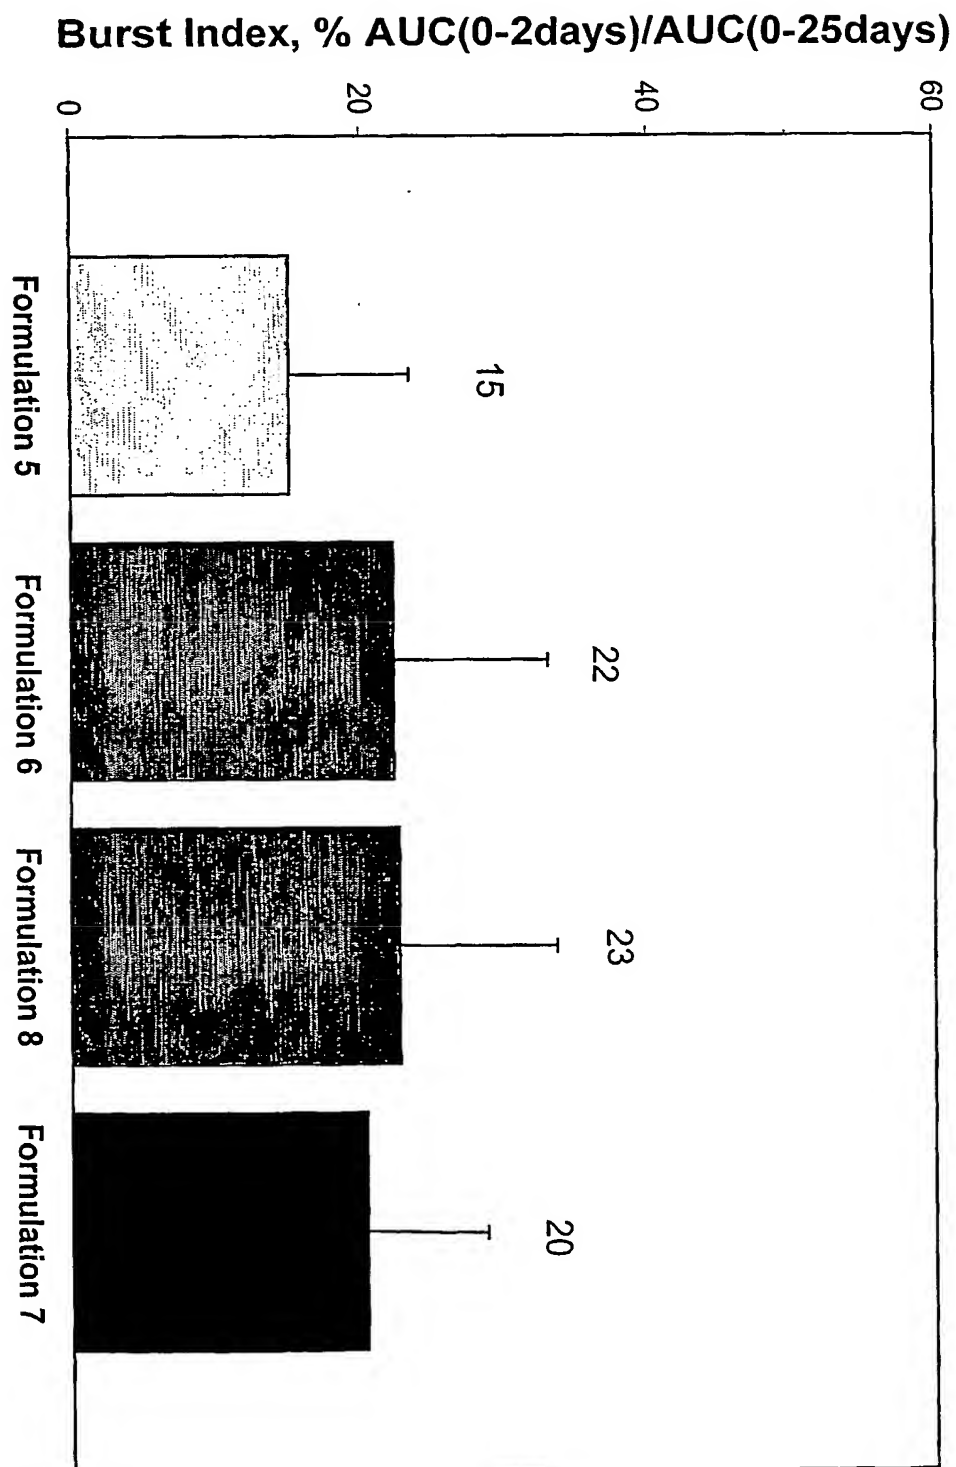 Burst Index, % AUC(0-2days)/AUC(0-25days)
60
40
20
0
15
22
23
20
Formulation 5
Formulation 6
Formulation 8
Formulation 7